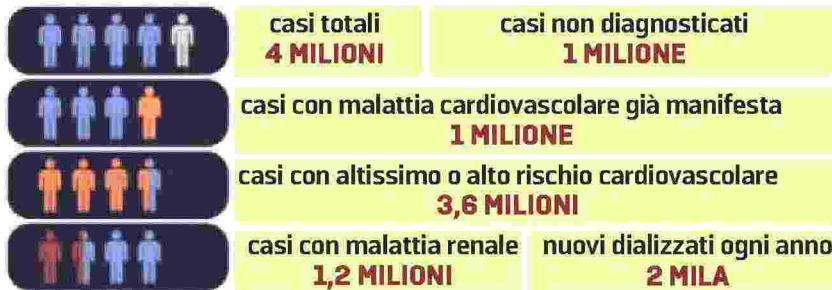 casi totali
4 MILIONI
casi non diagnosticati
1 MILIONE
casi con malattia cardiovascolare già manifesta
1 MILIONE
casi con altissimo o alto rischio cardiovascolare
3,6 MILIONI
casi con malattia renale
1,2 MILIONI
nuovi dializzati ogni anno
2 MILA